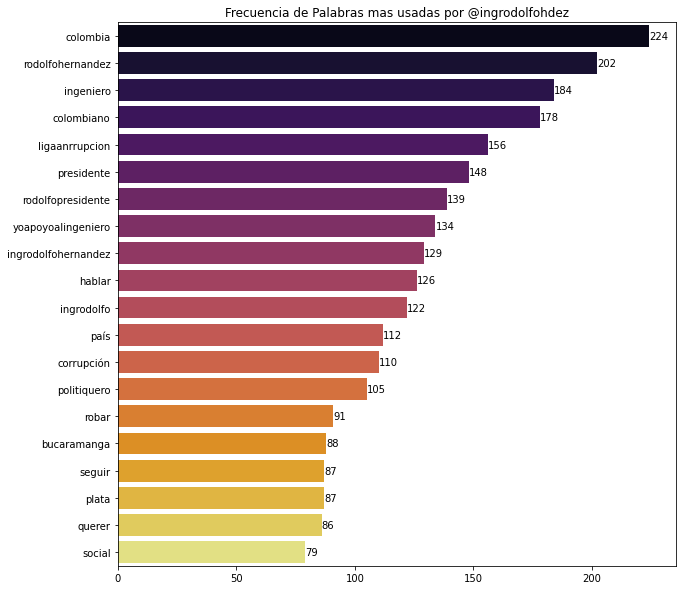 Frecuencia de Palabras mas usadas por @ingrodolfohdez
colombia 224
rodolfohernandez 202
ingeniero 184
colombiano 178
ligaanrrupcion 156
presidente 148
rodolfopresidente 139
yoapoyoalingeniero 134
ingrodolfohernandez 129
hablar 126
ingrodolfo 122
país 112
corrupción 110
politiquero 105
robar 91
bucaramanga 88
seguir 87
plata 87
querer 86
social 79
0 50 100 150 200